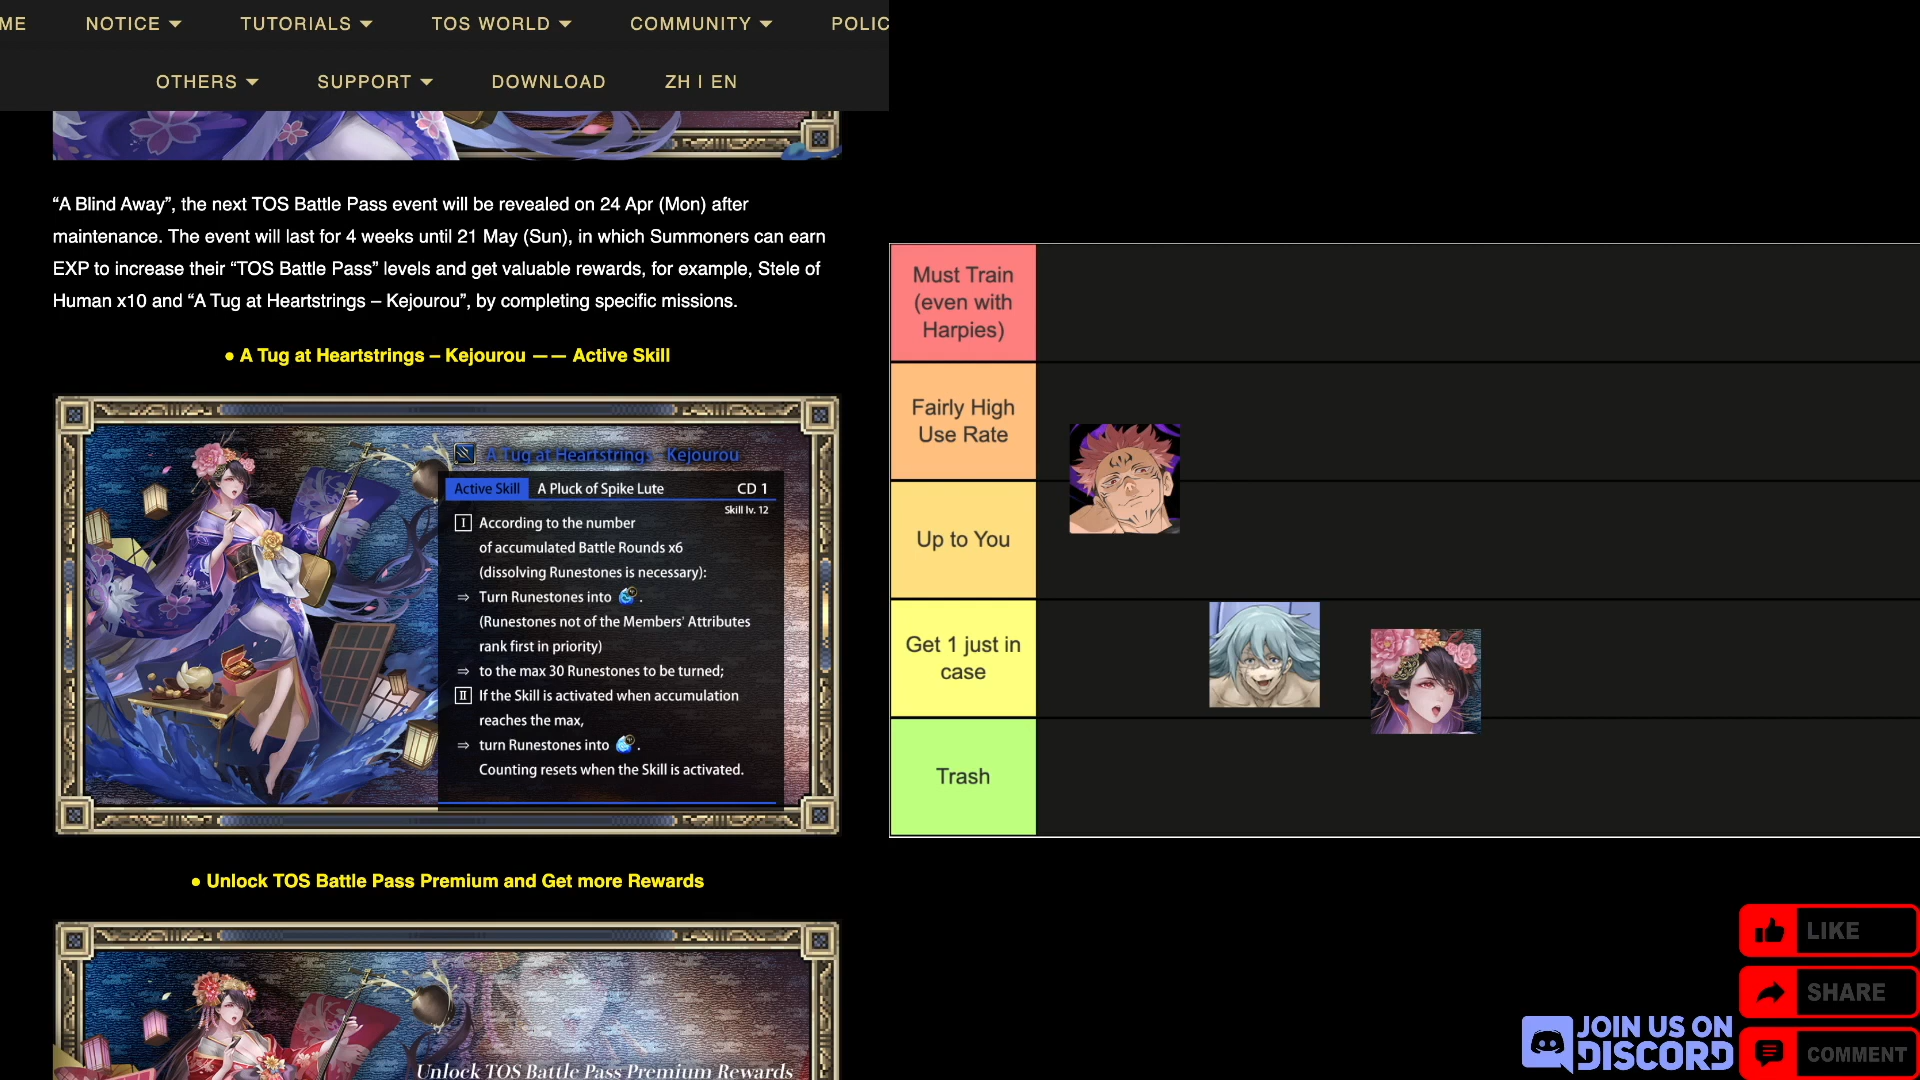 ME NOTICE TUTORIALS TOS WORLD COMMUNITY POLIC
OTHERS SUPPORT DOWNLOAD ZH | EN
“A Blind Away”, the next TOS Battle Pass event will be revealed on 24 Apr (Mon) after
maintenance. The event will last for 4 weeks until 21 May (Sun), in which Summoners can earn
EXP to increase their “TOS Battle Pass” levels and get valuable rewards, for example, Stele of
Human x10 and “A Tug at Heartstrings – Kejourou”, by completing specific missions.
● A Tug at Heartstrings – Kejourou —— Active Skill
A Tug at Heartstrings - Kejourou
Active Skill A Pluck of Spike Lute CD 1
Skill lv. 12
I According to the number
of accumulated Battle Rounds x6
(dissolving Runestones is necessary):
⇒ Turn Runestones into .
(Runestones not of the Members' Attributes
rank first in priority)
⇒ to the max 30 Runestones to be turned;
II If the Skill is activated when accumulation
reaches the max,
⇒ turn Runestones into .
Counting resets when the Skill is activated.
● Unlock TOS Battle Pass Premium and Get more Rewards
Unlock TOS Battle Pass Premium Rewards
Must Train
(even with
Harpies)
Fairly High
Use Rate
Up to You
Get 1 just in
case
Trash
LIKE
SHARE
COMMENT
JOIN US ON
DISCORD